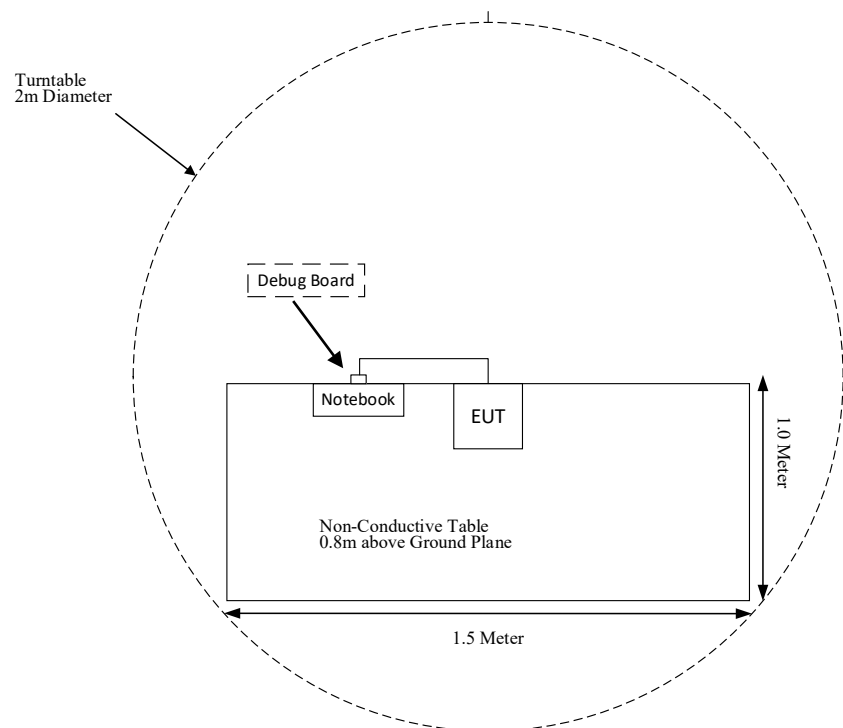 Turntable
2m Diameter
Debug Board
Notebook
EUT
1.0 Meter
Non-Conductive Table
0.8m above Ground Plane
1.5 Meter